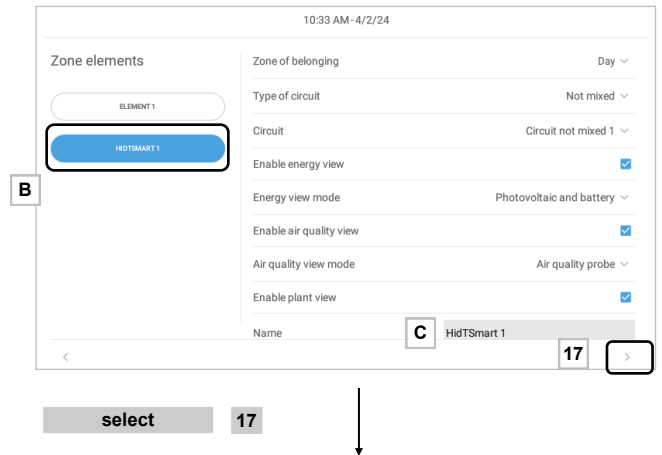 10:33 AM-4/2/24
Zone elements
ELEMENT 1
HIDTSMART 1
B
Zone of belonging Day
Type of circuit Not mixed
Circuit Circuit not mixed 1
Enable energy view
Energy view mode Photovoltaic and battery
Enable air quality view
Air quality view mode Air quality probe
Enable plant view
Name C HidTSmart 1
< 17 >
select 17